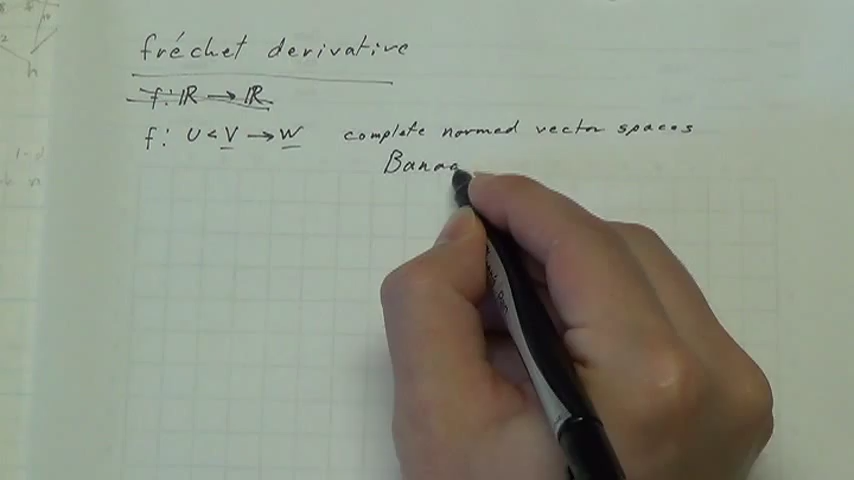 fréchet derivative
f: ℝ → ℝ
f: U < V → W complete normed vector spaces
Banac